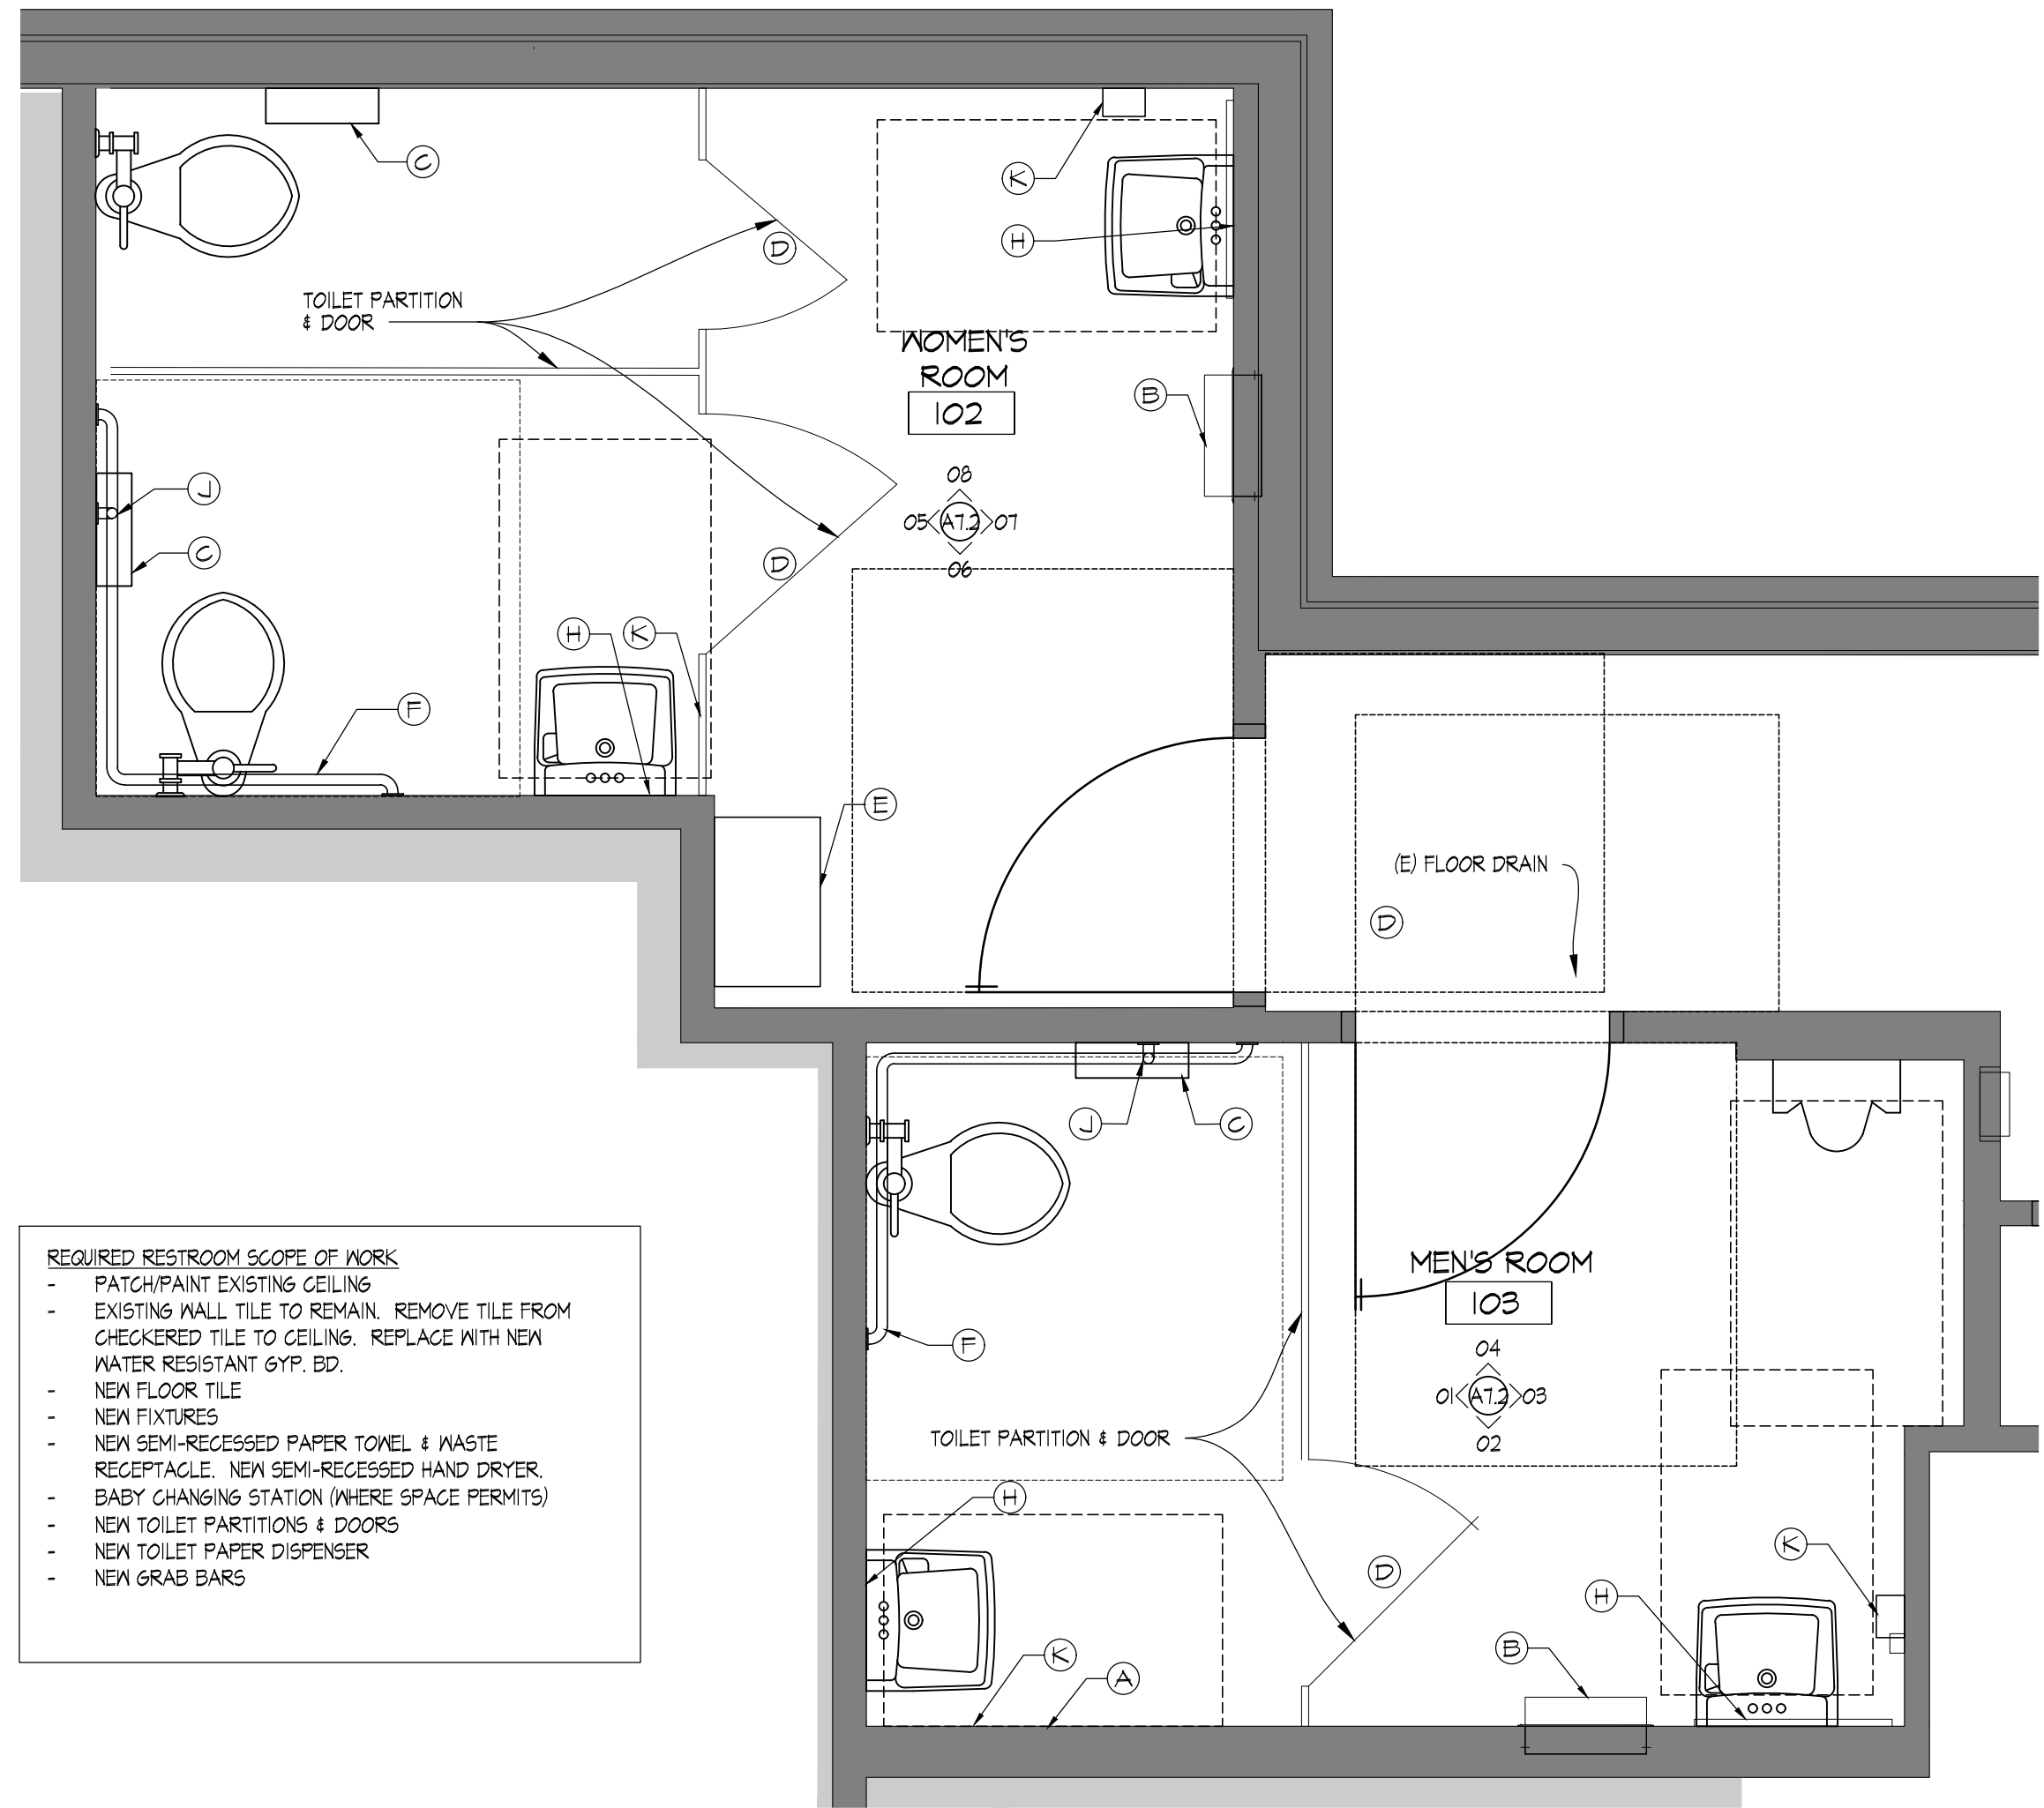 C
K
D
H
TOILET PARTITION
& DOOR
WOMEN'S
ROOM
102
B
08
J
05 A7.2 07
C
D
06
H
K
F
E
(E) FLOOR DRAIN
D
J
C
REQUIRED RESTROOM SCOPE OF WORK
- PATCH/PAINT EXISTING CEILING
- EXISTING WALL TILE TO REMAIN. REMOVE TILE FROM
CHECKERED TILE TO CEILING. REPLACE WITH NEW
WATER RESISTANT GYP. BD.
- NEW FLOOR TILE
- NEW FIXTURES
- NEW SEMI-RECESSED PAPER TOWEL & WASTE
RECEPTACLE. NEW SEMI-RECESSED HAND DRYER.
- BABY CHANGING STATION (WHERE SPACE PERMITS)
- NEW TOILET PARTITIONS & DOORS
- NEW TOILET PAPER DISPENSER
- NEW GRAB BARS
MEN'S ROOM
103
F
04
01 A7.2 03
02
TOILET PARTITION & DOOR
H
K
D
H
B
K
A